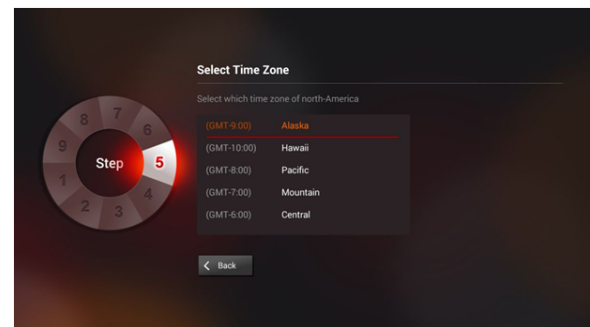 Select Time Zone
Select which time zone of north-America
(GMT-9:00) Alaska
(GMT-10:00) Hawaii
(GMT-8:00) Pacific
(GMT-7:00) Mountain
(GMT-6:00) Central
8 7 6
9 Step 5
1 4
2 3
Back